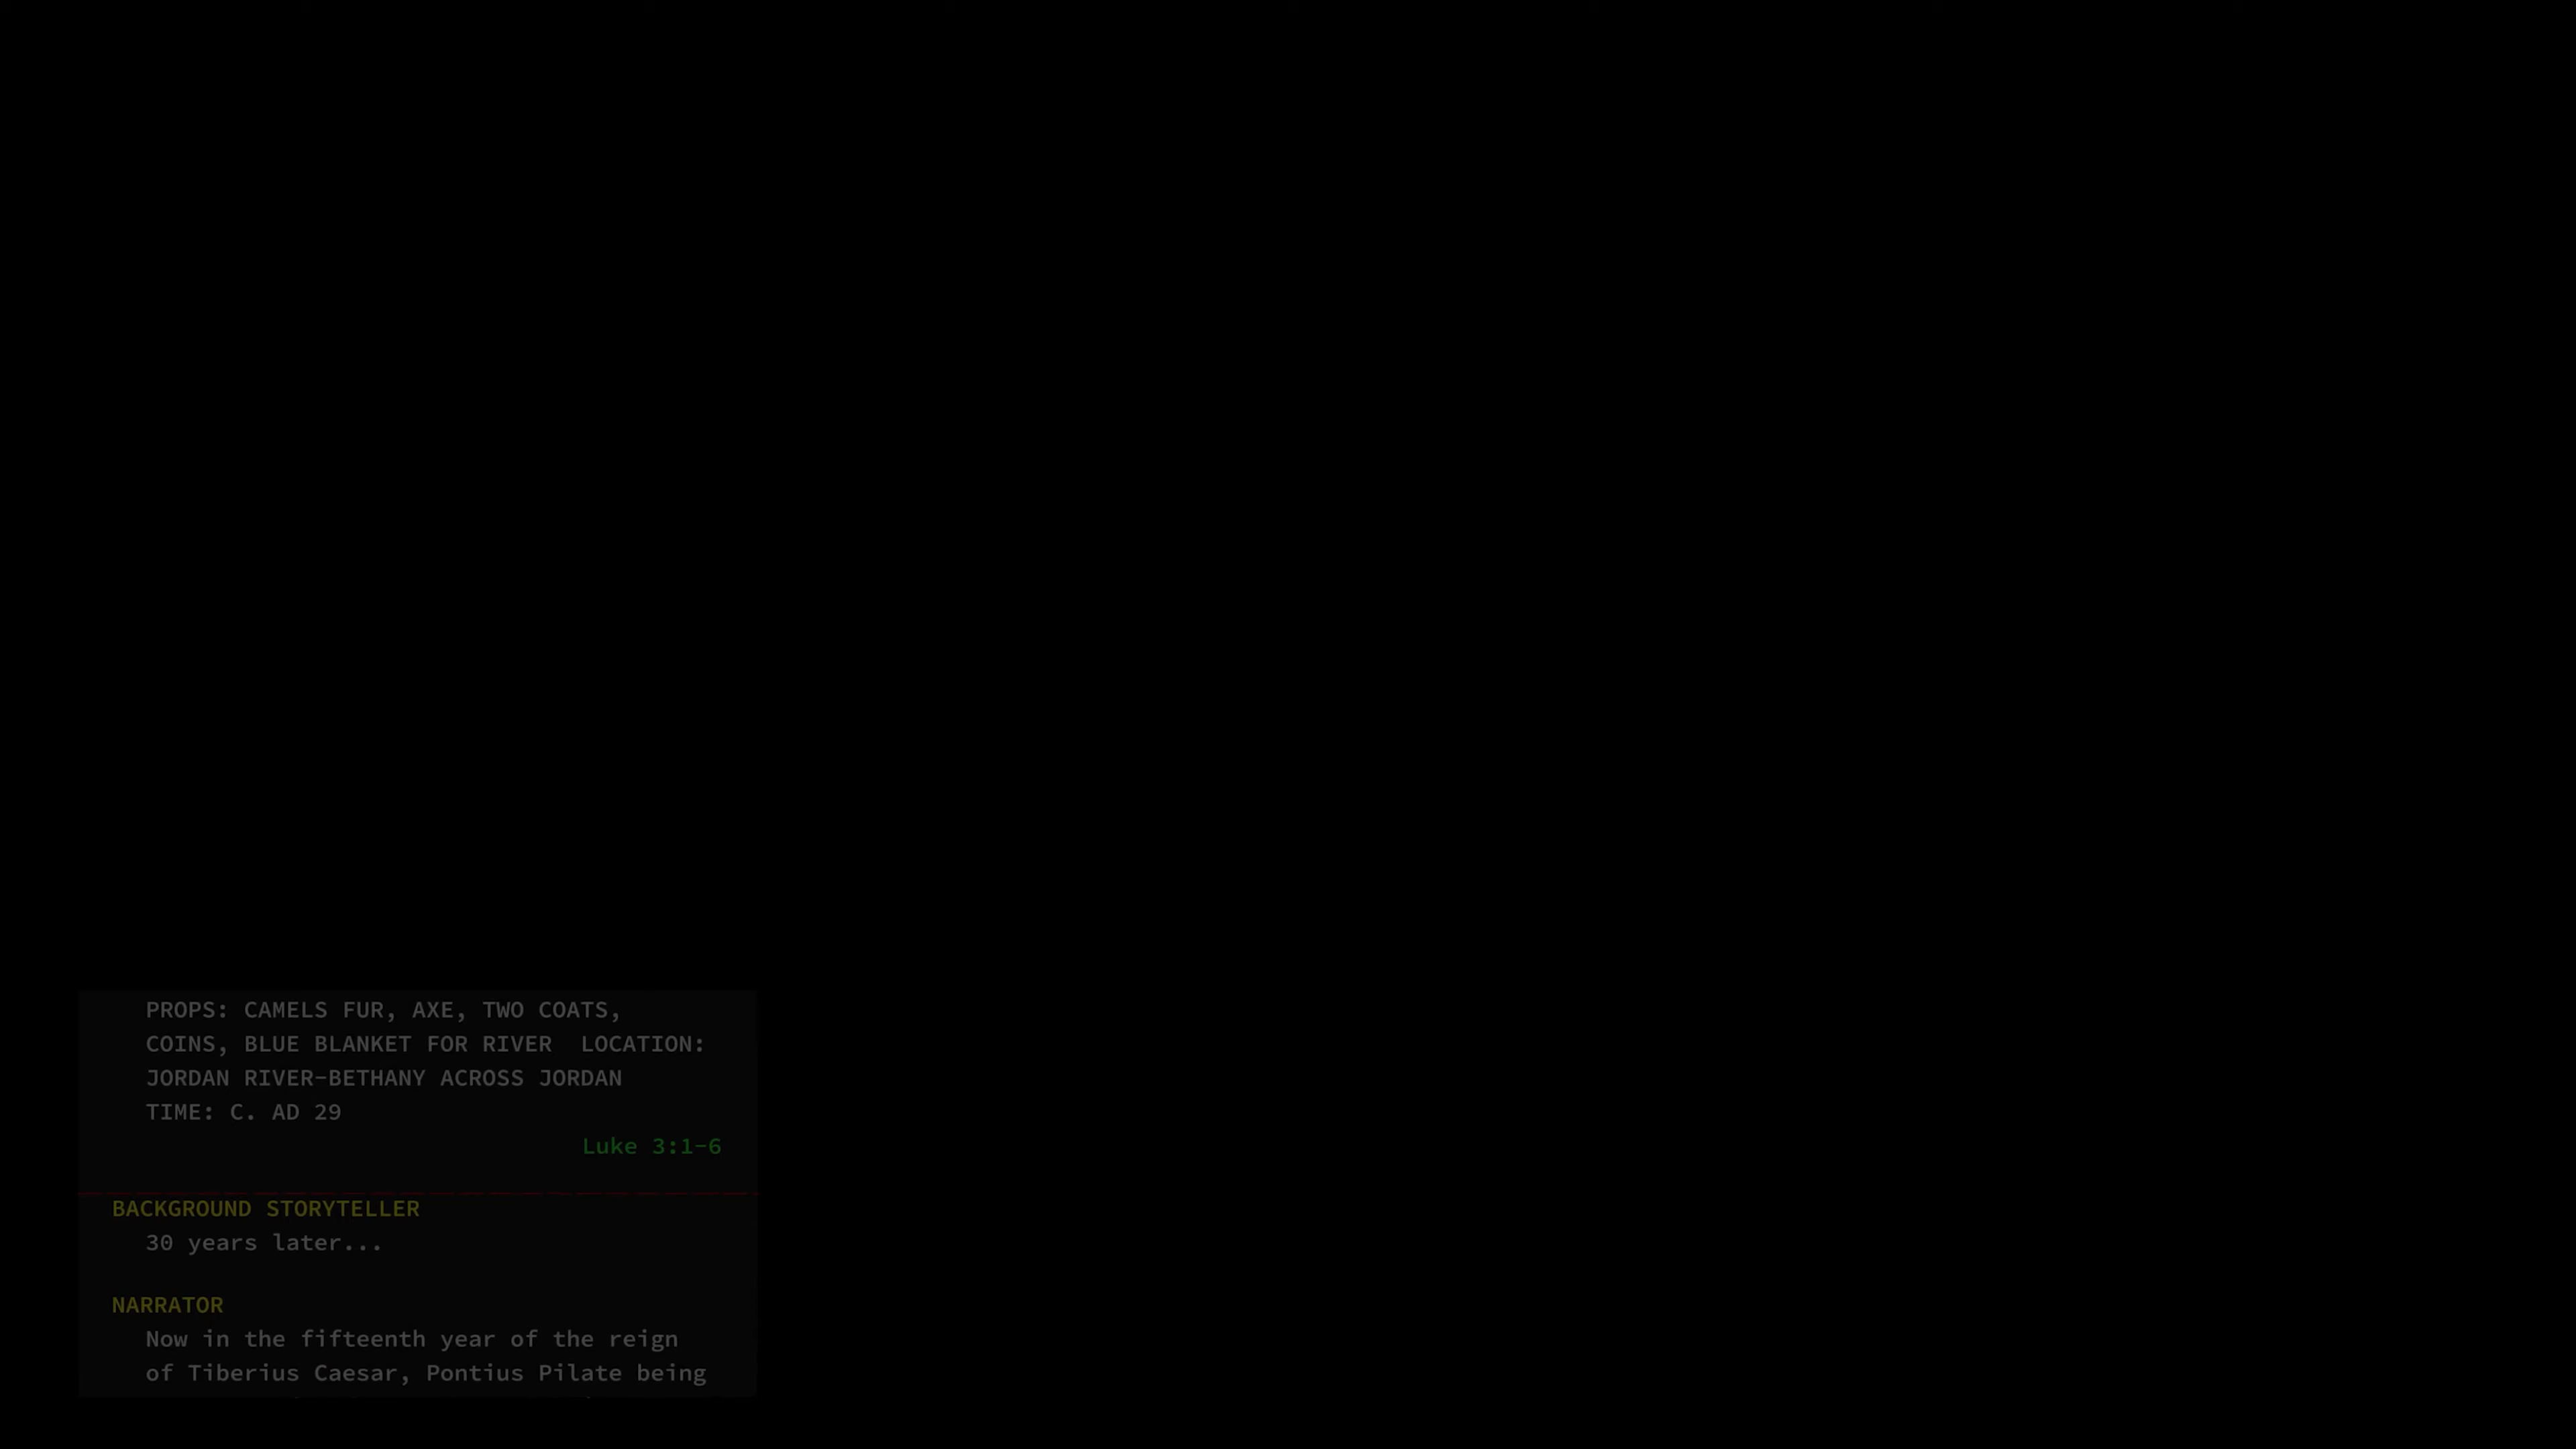 PROPS: CAMELS FUR, AXE, TWO COATS,
COINS, BLUE BLANKET FOR RIVER  LOCATION:
JORDAN RIVER-BETHANY ACROSS JORDAN
TIME: C. AD 29
Luke 3:1-6
BACKGROUND STORYTELLER
30 years later...
NARRATOR
Now in the fifteenth year of the reign
of Tiberius Caesar, Pontius Pilate being